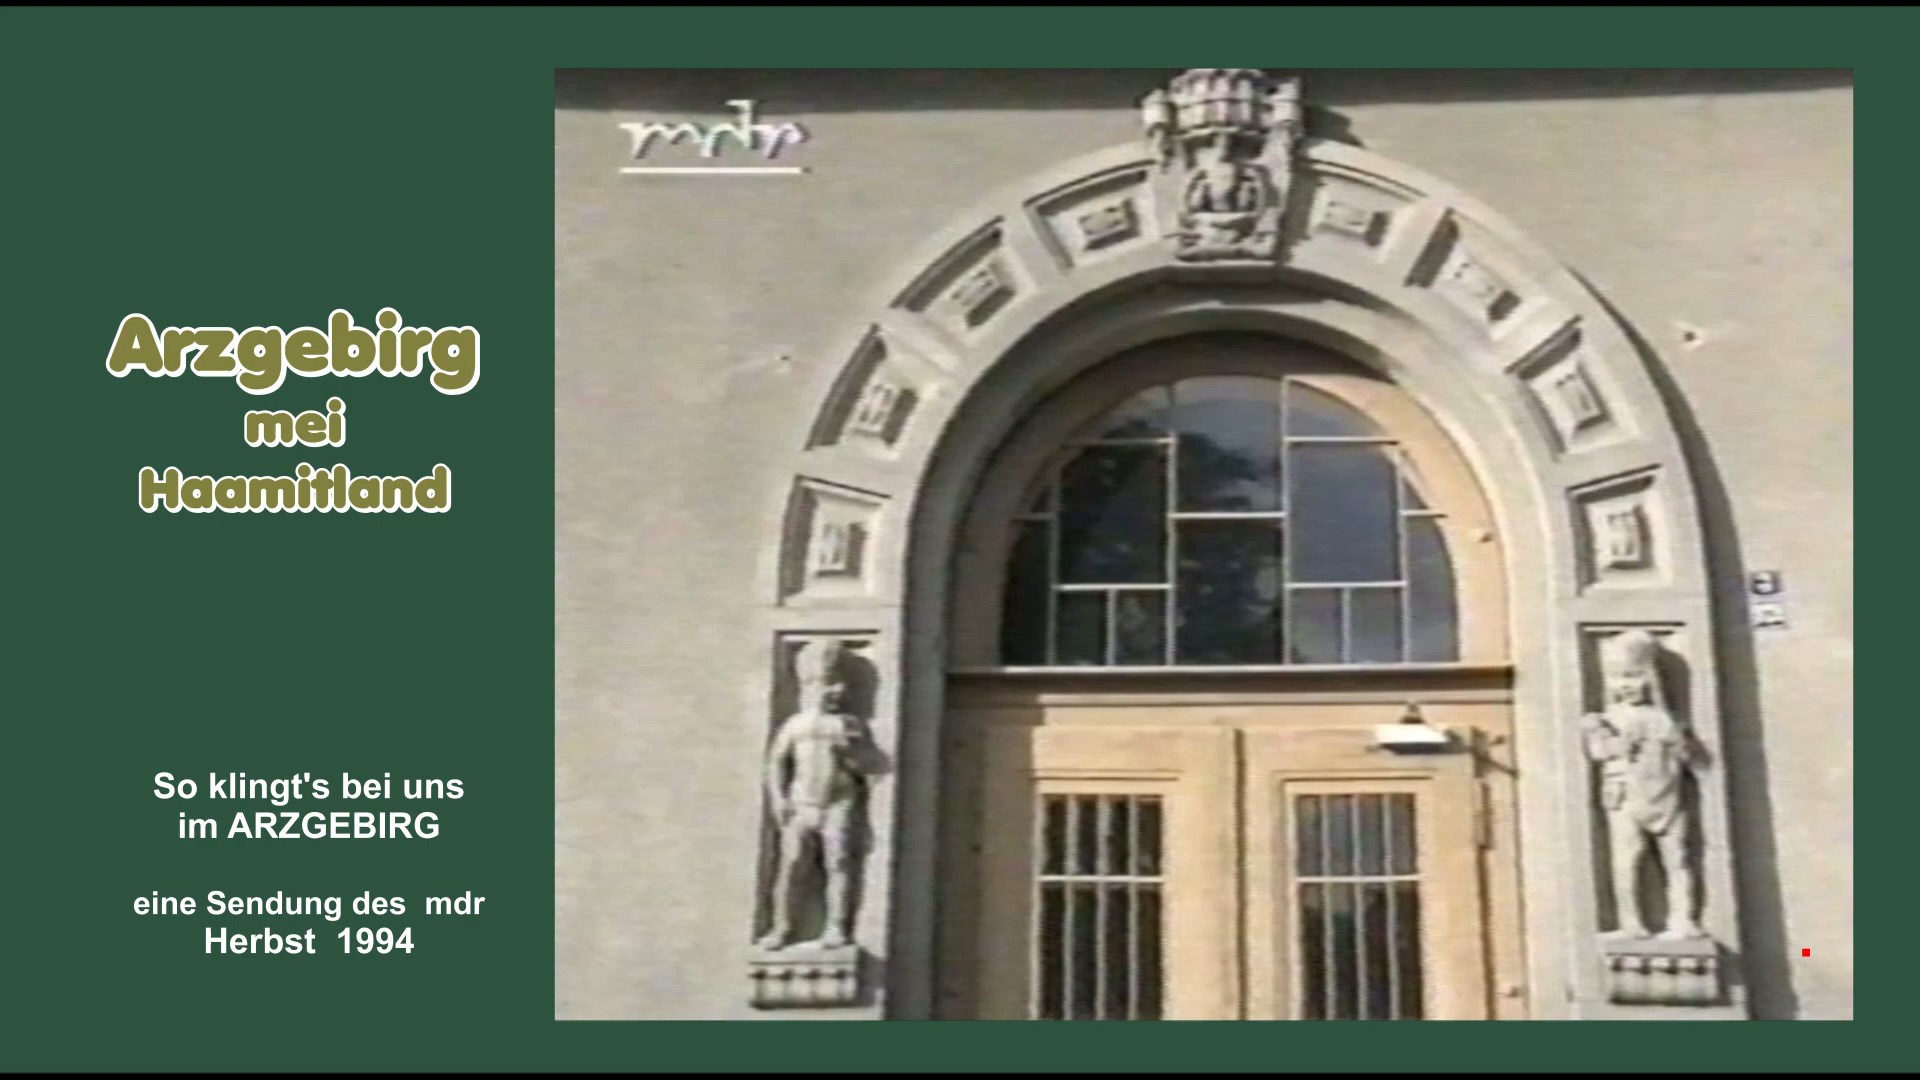 mdr
Arzgebirg
mei
Haamitland
So klingt's bei uns
im ARZGEBIRG
eine Sendung des  mdr
Herbst  1994